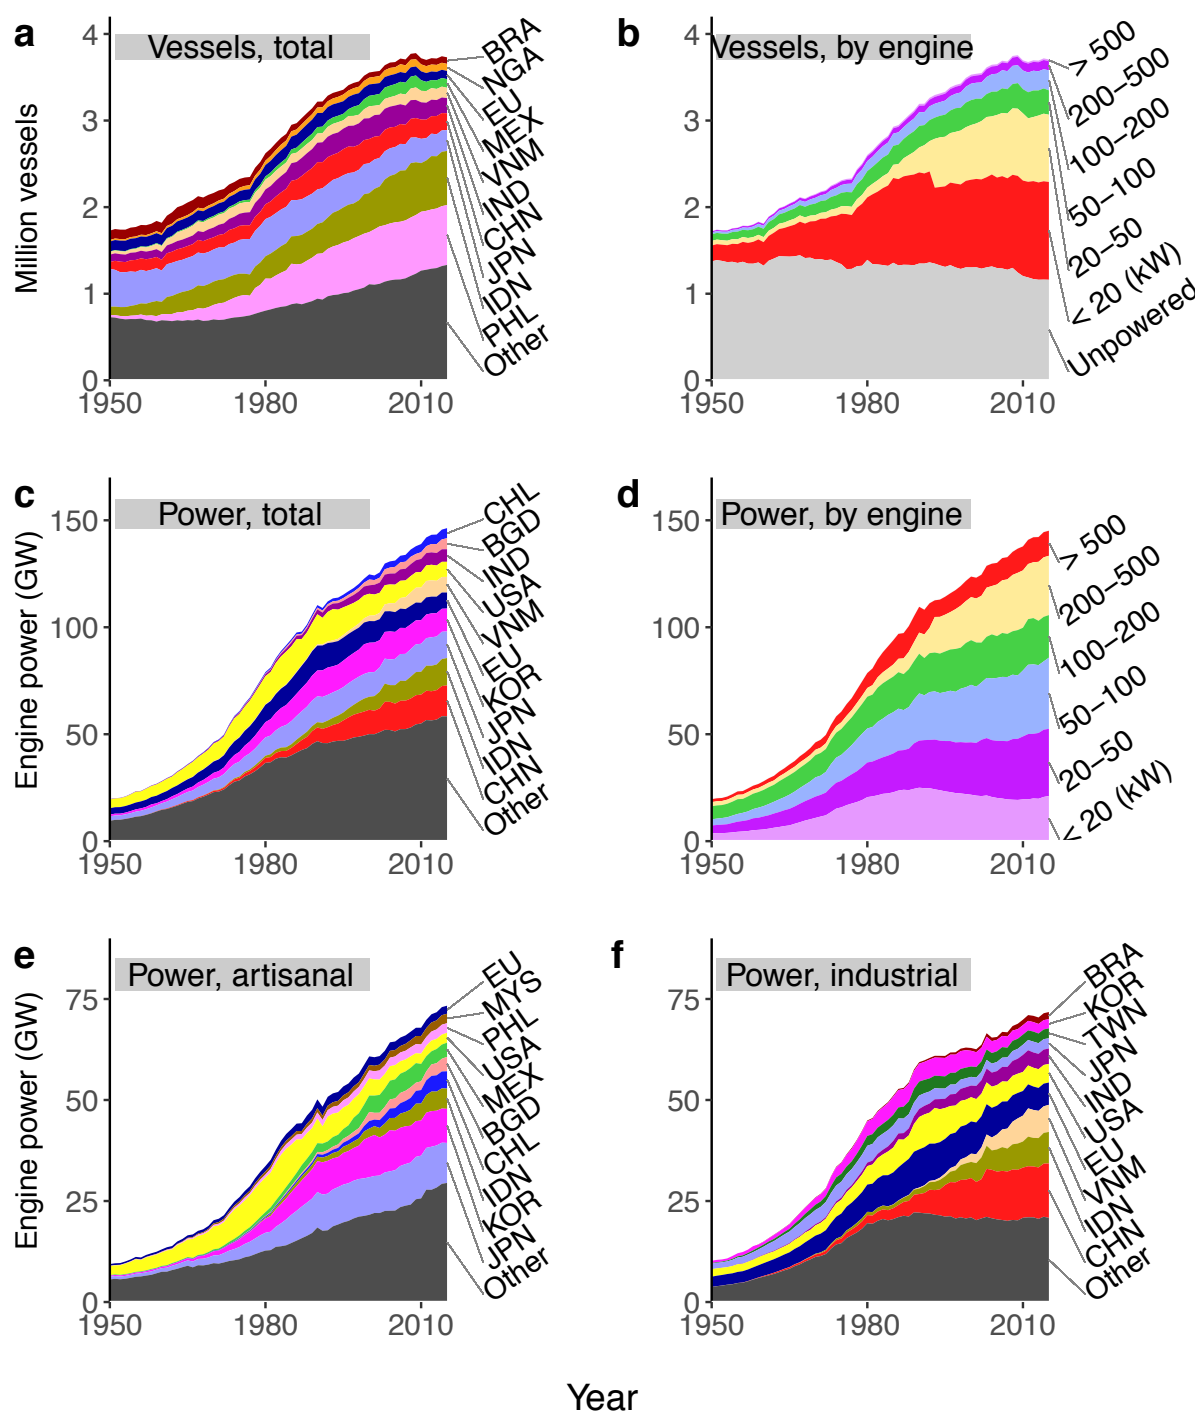 a
Vessels, total
Million vessels
4
3
2
1
0
1950
1980
2010
BRA
NGA
EU
MEX
VNM
IND
CHN
JPN
IDN
PHL
Other
b
Vessels, by engine
4
3
2
1
0
1950
1980
2010
> 500
200–500
100–200
50–100
20–50
< 20 (kW)
Unpowered
c
Power, total
Engine power (GW)
150
100
50
0
1950
1980
2010
CHL
BGD
IND
USA
VNM
EU
KOR
JPN
IDN
CHN
Other
d
Power, by engine
150
100
50
0
1950
1980
2010
> 500
200–500
100–200
50–100
20–50
< 20 (kW)
e
Power, artisanal
Engine power (GW)
75
50
25
0
1950
1980
2010
EU
MYS
PHL
USA
MEX
BGD
CHL
IDN
KOR
JPN
Other
f
Power, industrial
75
50
25
0
1950
1980
2010
BRA
KOR
TWN
JPN
IND
USA
EU
VNM
IDN
CHN
Other
Year